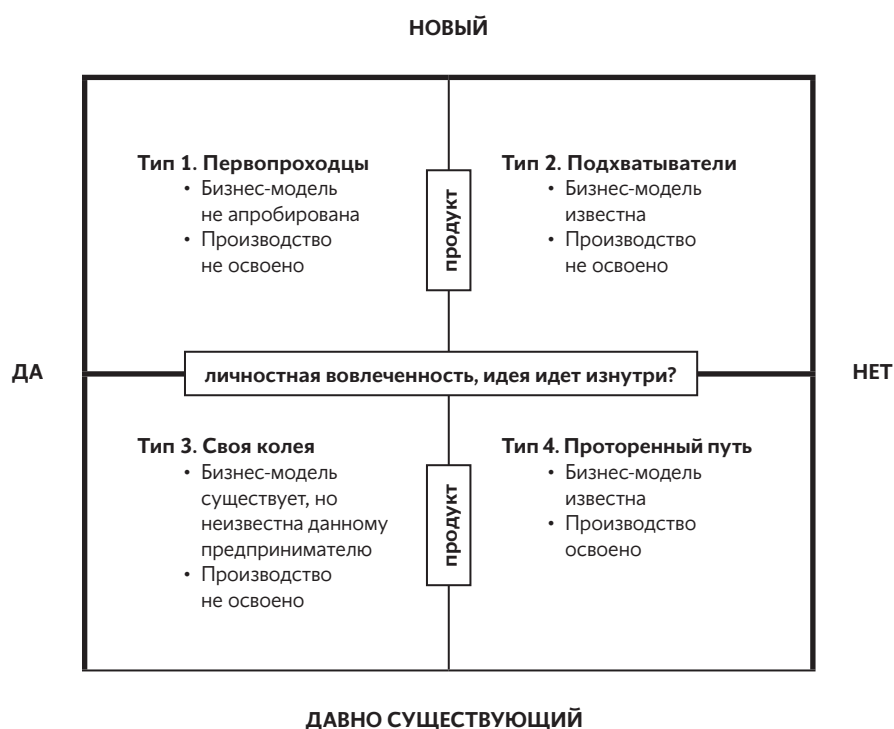 НОВЫЙ
Тип 1. Первопроходцы
• Бизнес-модель
не апробирована
• Производство
не освоено
продукт
Тип 2. Подхватыватели
• Бизнес-модель
известна
• Производство
не освоено
ДА
личностная вовлеченность, идея идет изнутри?
НЕТ
Тип 3. Своя колея
• Бизнес-модель
существует, но
неизвестна данному
предпринимателю
• Производство
не освоено
продукт
Тип 4. Проторенный путь
• Бизнес-модель
известна
• Производство
освоено
ДАВНО СУЩЕСТВУЮЩИЙ